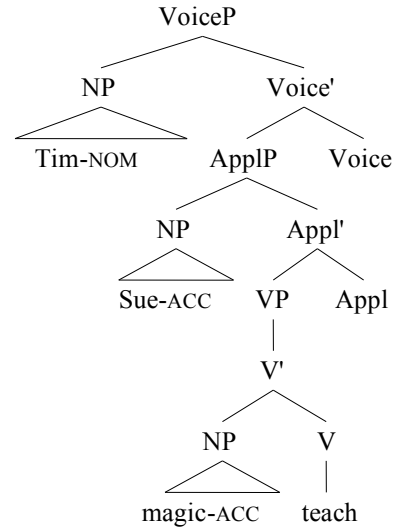 VoiceP
NP Voice'
Tim-NOM ApplP Voice
NP Appl'
Sue-ACC VP Appl
V'
NP V
magic-ACC teach